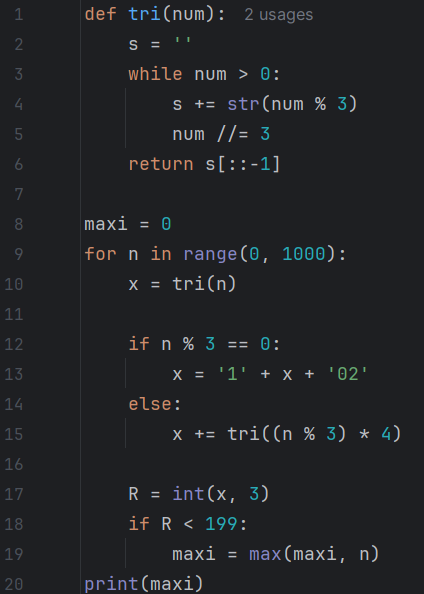 1 def tri(num): 2 usages
2     s = ''
3     while num > 0:
4         s += str(num % 3)
5         num //= 3
6     return s[::-1]
7
8 maxi = 0
9 for n in range(0, 1000):
10     x = tri(n)
11
12     if n % 3 == 0:
13         x = '1' + x + '02'
14     else:
15         x += tri((n % 3) * 4)
16
17     R = int(x, 3)
18     if R < 199:
19         maxi = max(maxi, n)
20 print(maxi)